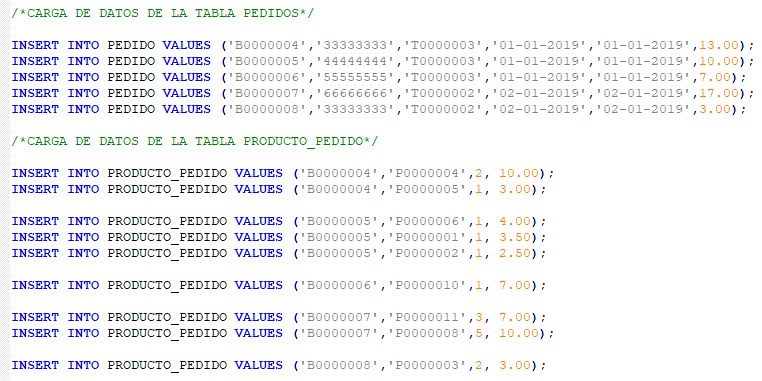 /*CARGA DE DATOS DE LA TABLA PEDIDOS*/
INSERT INTO PEDIDO VALUES ('B0000004','33333333','T0000003','01-01-2019','01-01-2019',13.00);
INSERT INTO PEDIDO VALUES ('B0000005','44444444','T0000003','01-01-2019','01-01-2019',10.00);
INSERT INTO PEDIDO VALUES ('B0000006','55555555','T0000003','01-01-2019','01-01-2019',7.00);
INSERT INTO PEDIDO VALUES ('B0000007','66666666','T0000002','02-01-2019','02-01-2019',17.00);
INSERT INTO PEDIDO VALUES ('B0000008','33333333','T0000002','02-01-2019','02-01-2019',3.00);
/*CARGA DE DATOS DE LA TABLA PRODUCTO_PEDIDO*/
INSERT INTO PRODUCTO_PEDIDO VALUES ('B0000004','P0000004',2, 10.00);
INSERT INTO PRODUCTO_PEDIDO VALUES ('B0000004','P0000005',1, 3.00);
INSERT INTO PRODUCTO_PEDIDO VALUES ('B0000005','P0000006',1, 4.00);
INSERT INTO PRODUCTO_PEDIDO VALUES ('B0000005','P0000001',1, 3.50);
INSERT INTO PRODUCTO_PEDIDO VALUES ('B0000005','P0000002',1, 2.50);
INSERT INTO PRODUCTO_PEDIDO VALUES ('B0000006','P0000010',1, 7.00);
INSERT INTO PRODUCTO_PEDIDO VALUES ('B0000007','P0000011',3, 7.00);
INSERT INTO PRODUCTO_PEDIDO VALUES ('B0000007','P0000008',5, 10.00);
INSERT INTO PRODUCTO_PEDIDO VALUES ('B0000008','P0000003',2, 3.00);